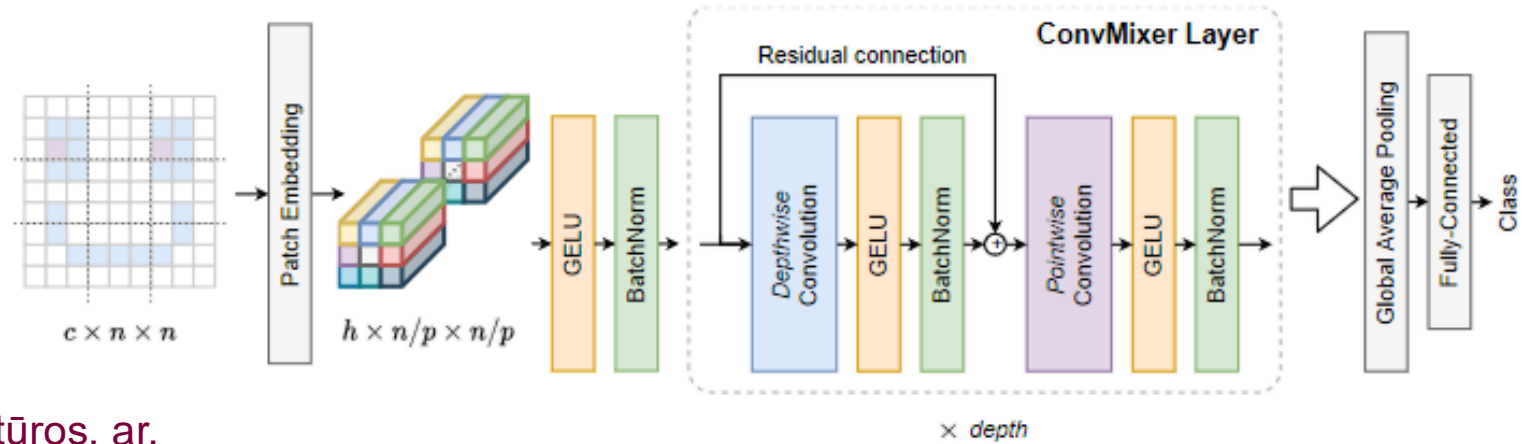 ConvMixer Layer
Residual connection
Patch Embedding
GELU
BatchNorm
Depthwise
Convolution
GELU
BatchNorm
+
Pointwise
Convolution
GELU
BatchNorm
Global Average Pooling
Fully-Connected
Class
c × n × n
h × n/p × n/p
× depth
tūros. ar.